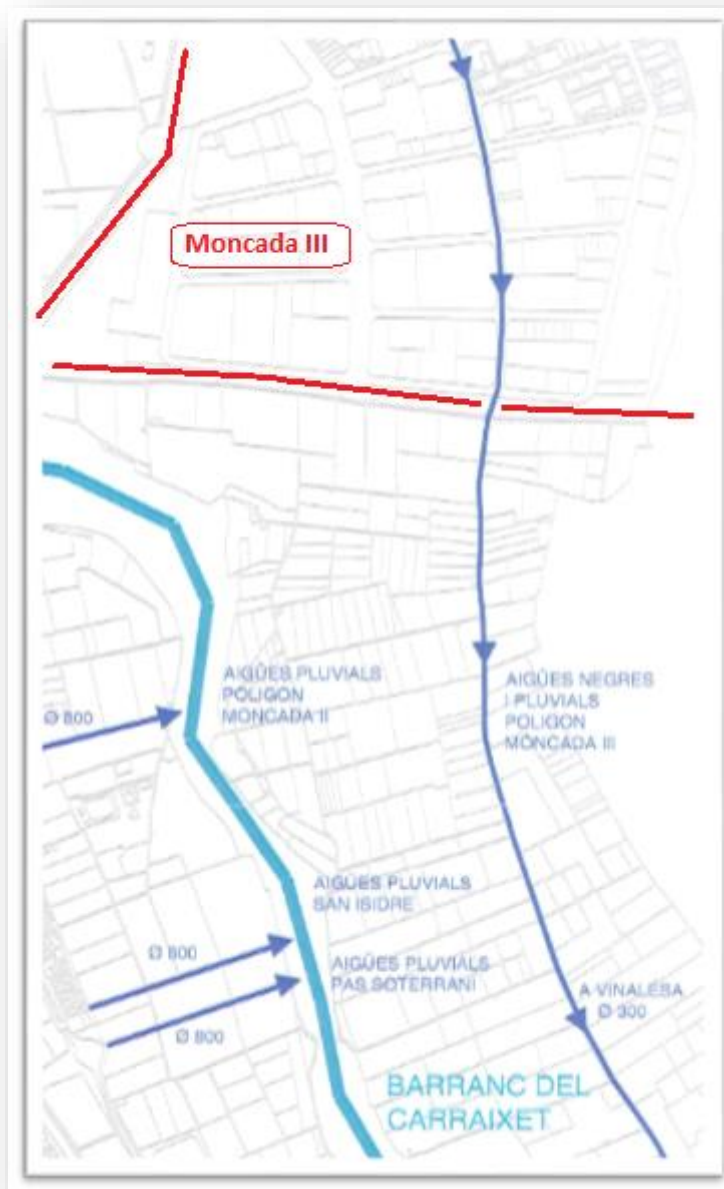 Moncada III
AIGÜES PLUVIALS
POLIGON
MONCADA II
Ø 800
AIGÜES NEGRES
I PLUVIALS
POLIGON
MONCADA III
AIGÜES PLUVIALS
SAN ISIDRE
Ø 800
AIGÜES PLUVIALS
PAS SOTERRANI
Ø 800
A VINALESA
Ø 300
BARRANC DEL
CARRAIXET